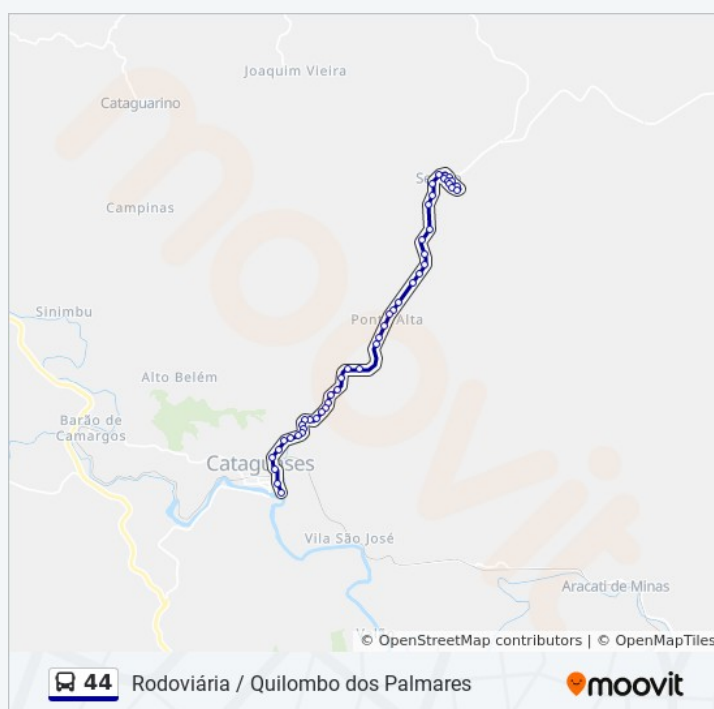 Joaquim Vieira
Cataguarino
Campinas
Sinimbu
Alto Belém
Barão de
Camargos
Cataguases
Vila São José
Aracati de Minas
© OpenStreetMap contributors | © OpenMapTiles
44 Rodoviária / Quilombo dos Palmares
moovit
moovit